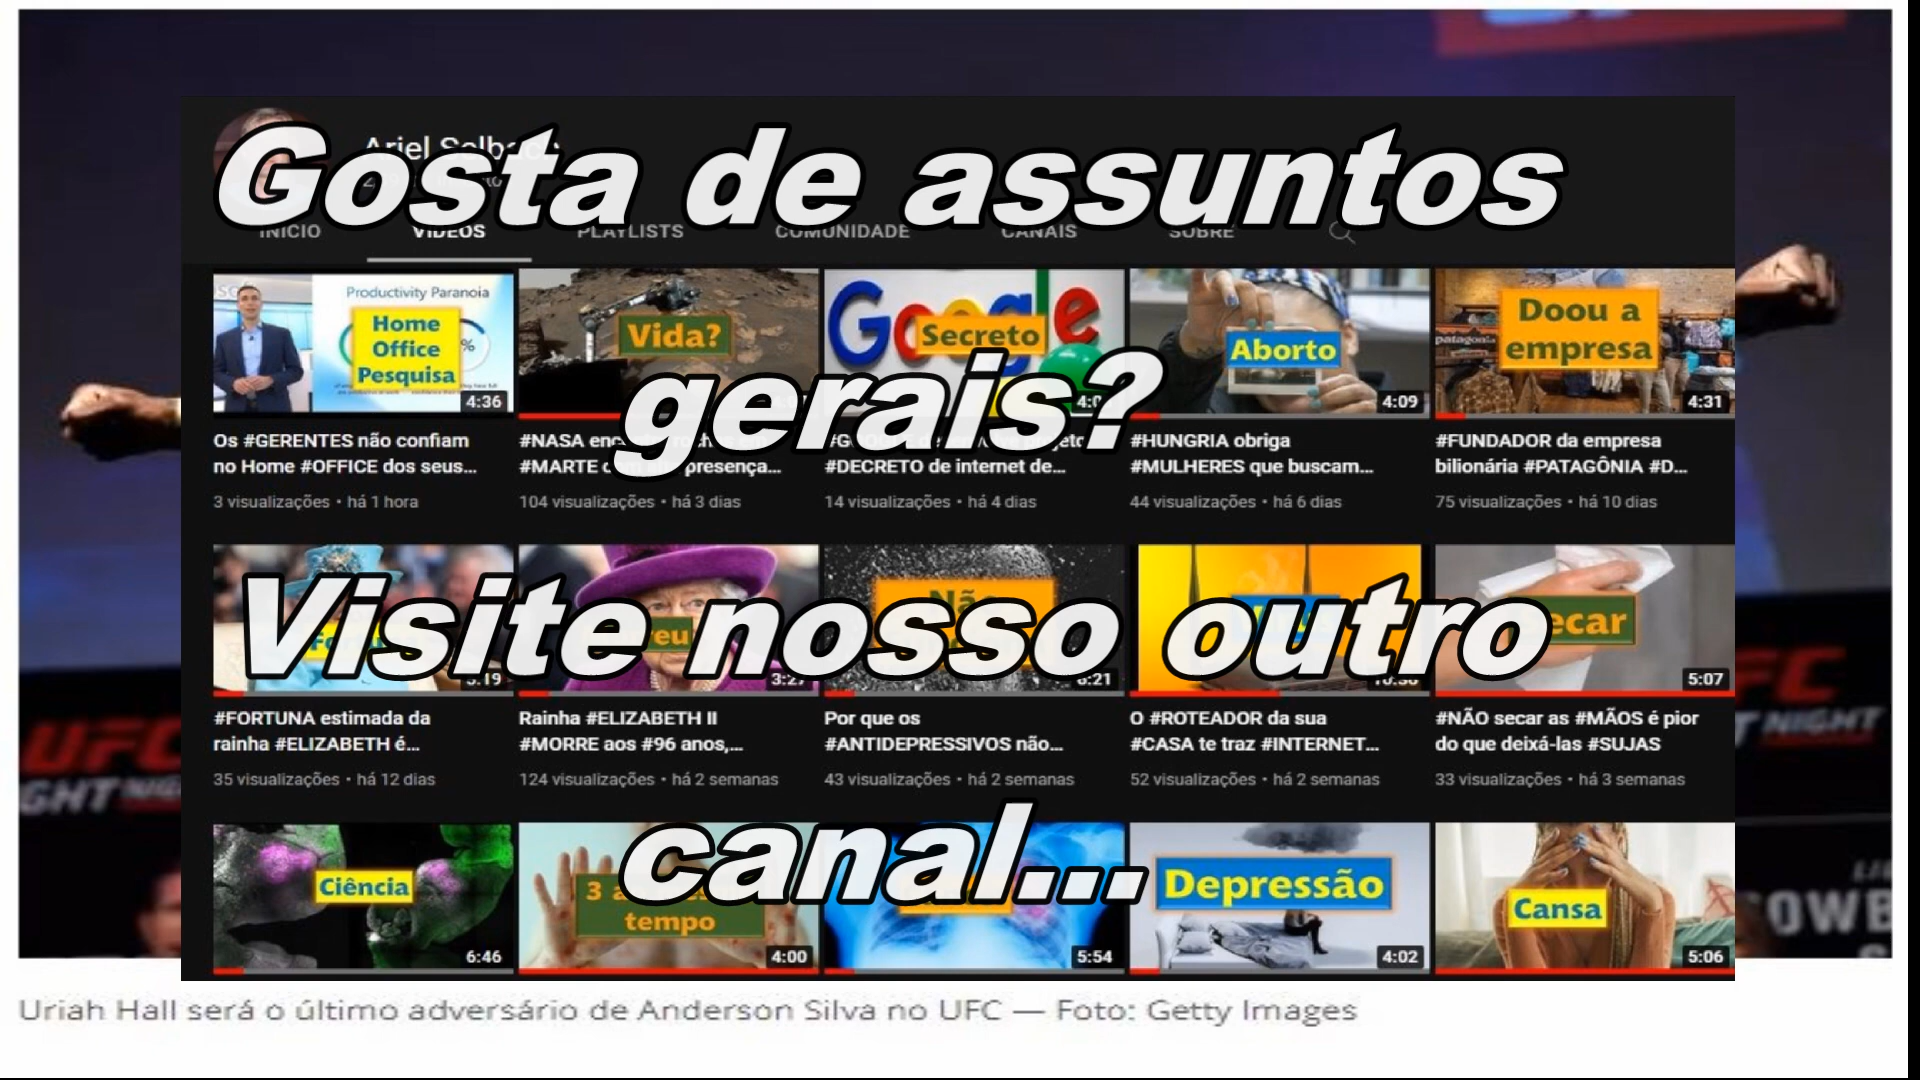 Gosta de assuntos
gerais?
Visite nosso outro
canal...
Ariel
INÍCIO VÍDEOS PLAYLISTS COMUNIDADE CANAIS SOBRE
Productivity Paranoia
Home
Office
Pesquisa
%
4:36
Vida?
Google
Secreto
Aborto
4:09
patagonia
Doou a
empresa
4:31
Os #GERENTES não confiam
no Home #OFFICE dos seus...
3 visualizações • há 1 hora
#NASA
#MARTE presença...
104 visualizações • há 3 dias
#DECRETO de internet de...
14 visualizações • há 4 dias
#HUNGRIA obriga
#MULHERES que buscam...
44 visualizações • há 6 dias
#FUNDADOR da empresa
bilionária #PATAGÔNIA #D...
75 visualizações • há 10 dias
5:07
#FORTUNA estimada da
rainha #ELIZABETH é...
35 visualizações • há 12 dias
Rainha #ELIZABETH II
#MORRE aos #96 anos,...
124 visualizações • há 2 semanas
Por que os
#ANTIDEPRESSIVOS não...
43 visualizações • há 2 semanas
O #ROTEADOR da sua
#CASA te traz #INTERNET...
52 visualizações • há 2 semanas
#NÃO secar as #MÃOS é pior
do que deixá-las #SUJAS
33 visualizações • há 3 semanas
Ciência
6:46
3
tempo
4:00
5:54
Depressão
4:02
Cansa
5:06
UFC
Uriah Hall será o último adversário de Anderson Silva no UFC — Foto: Getty Images